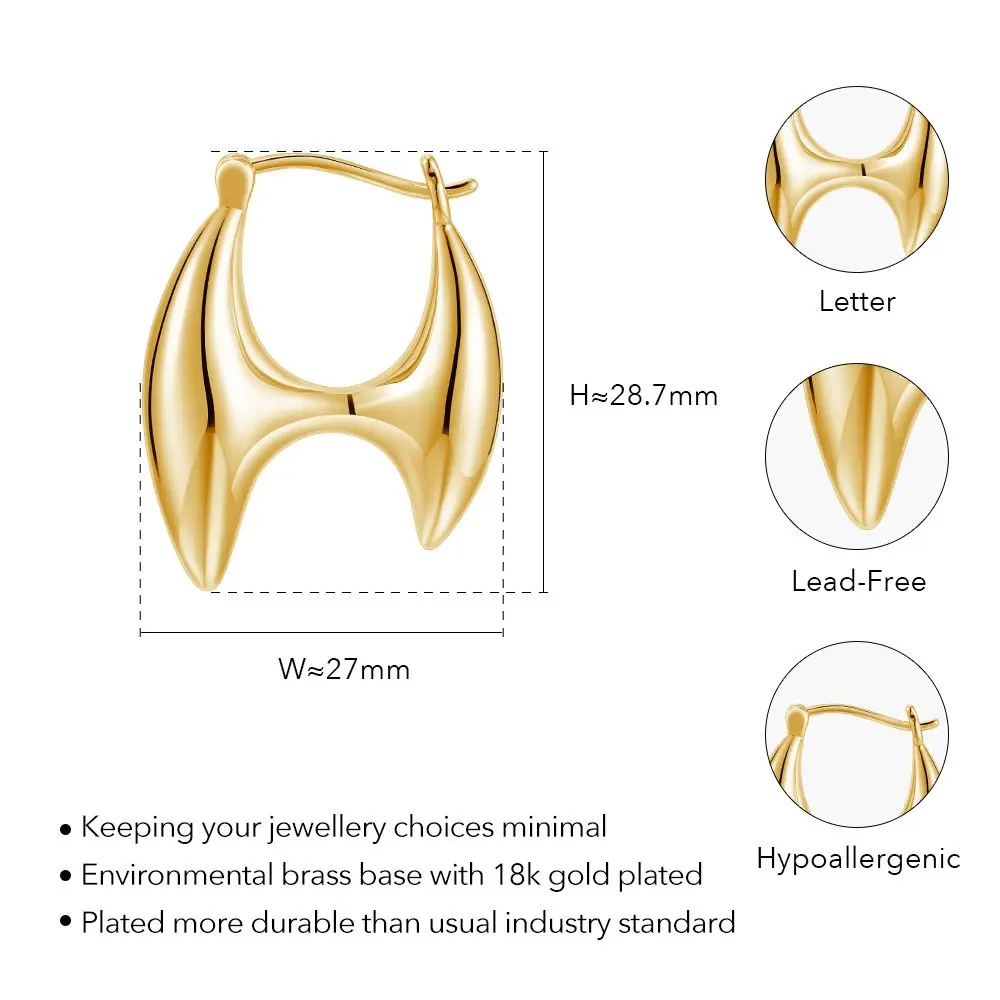 Letter
H≈28.7mm
Lead-Free
W≈27mm
Hypoallergenic
• Keeping your jewellery choices minimal
• Environmental brass base with 18k gold plated
• Plated more durable than usual industry standard